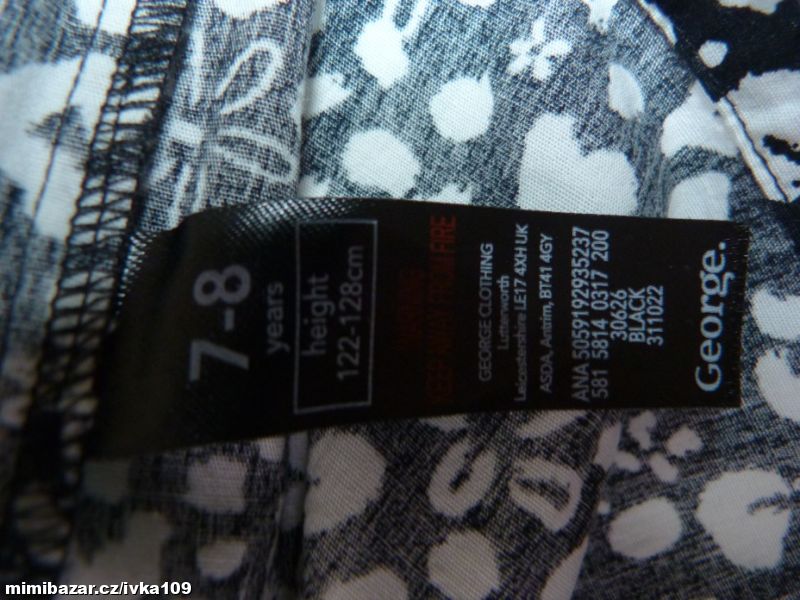 7-8
years
height
122-128cm
WARNING
KEEP AWAY FROM FIRE
GEORGE CLOTHING
Lutterworth
Leicestershire LE17 4XH UK
ASDA, Antrim, BT41 4GY
ANA 5059192935237
581 5814 0317 200
30626
BLACK
311022
George.
mimibazar.cz/ivka109